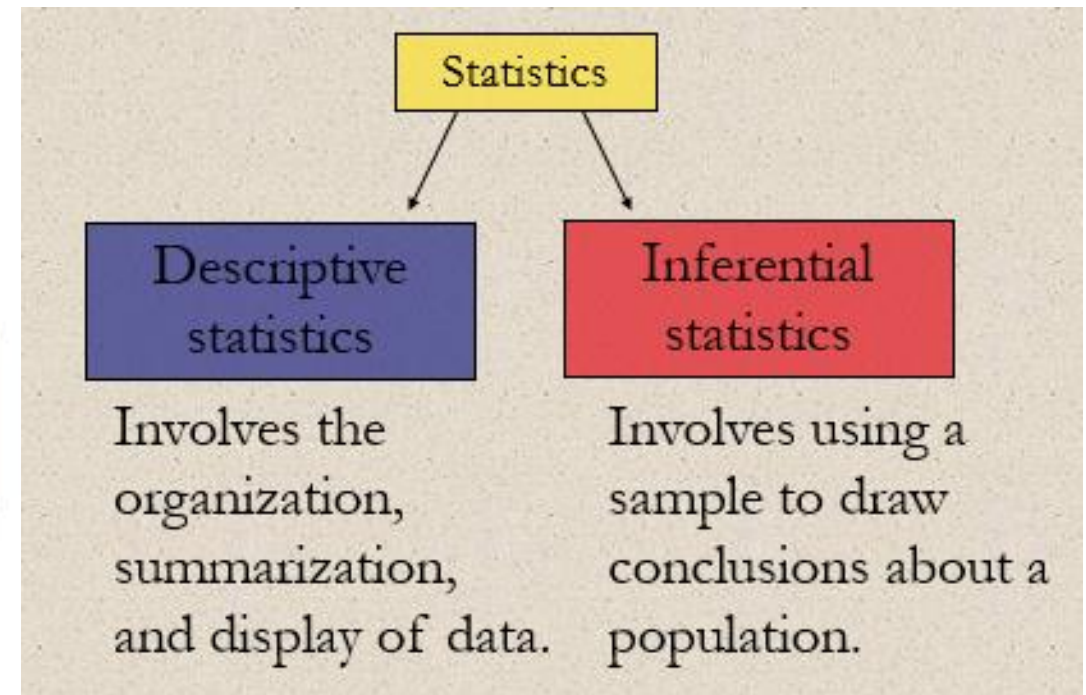 Statistics
Descriptive
statistics
Involves the
organization,
summarization,
and display of data.
Inferential
statistics
Involves using a
sample to draw
conclusions about a
population.